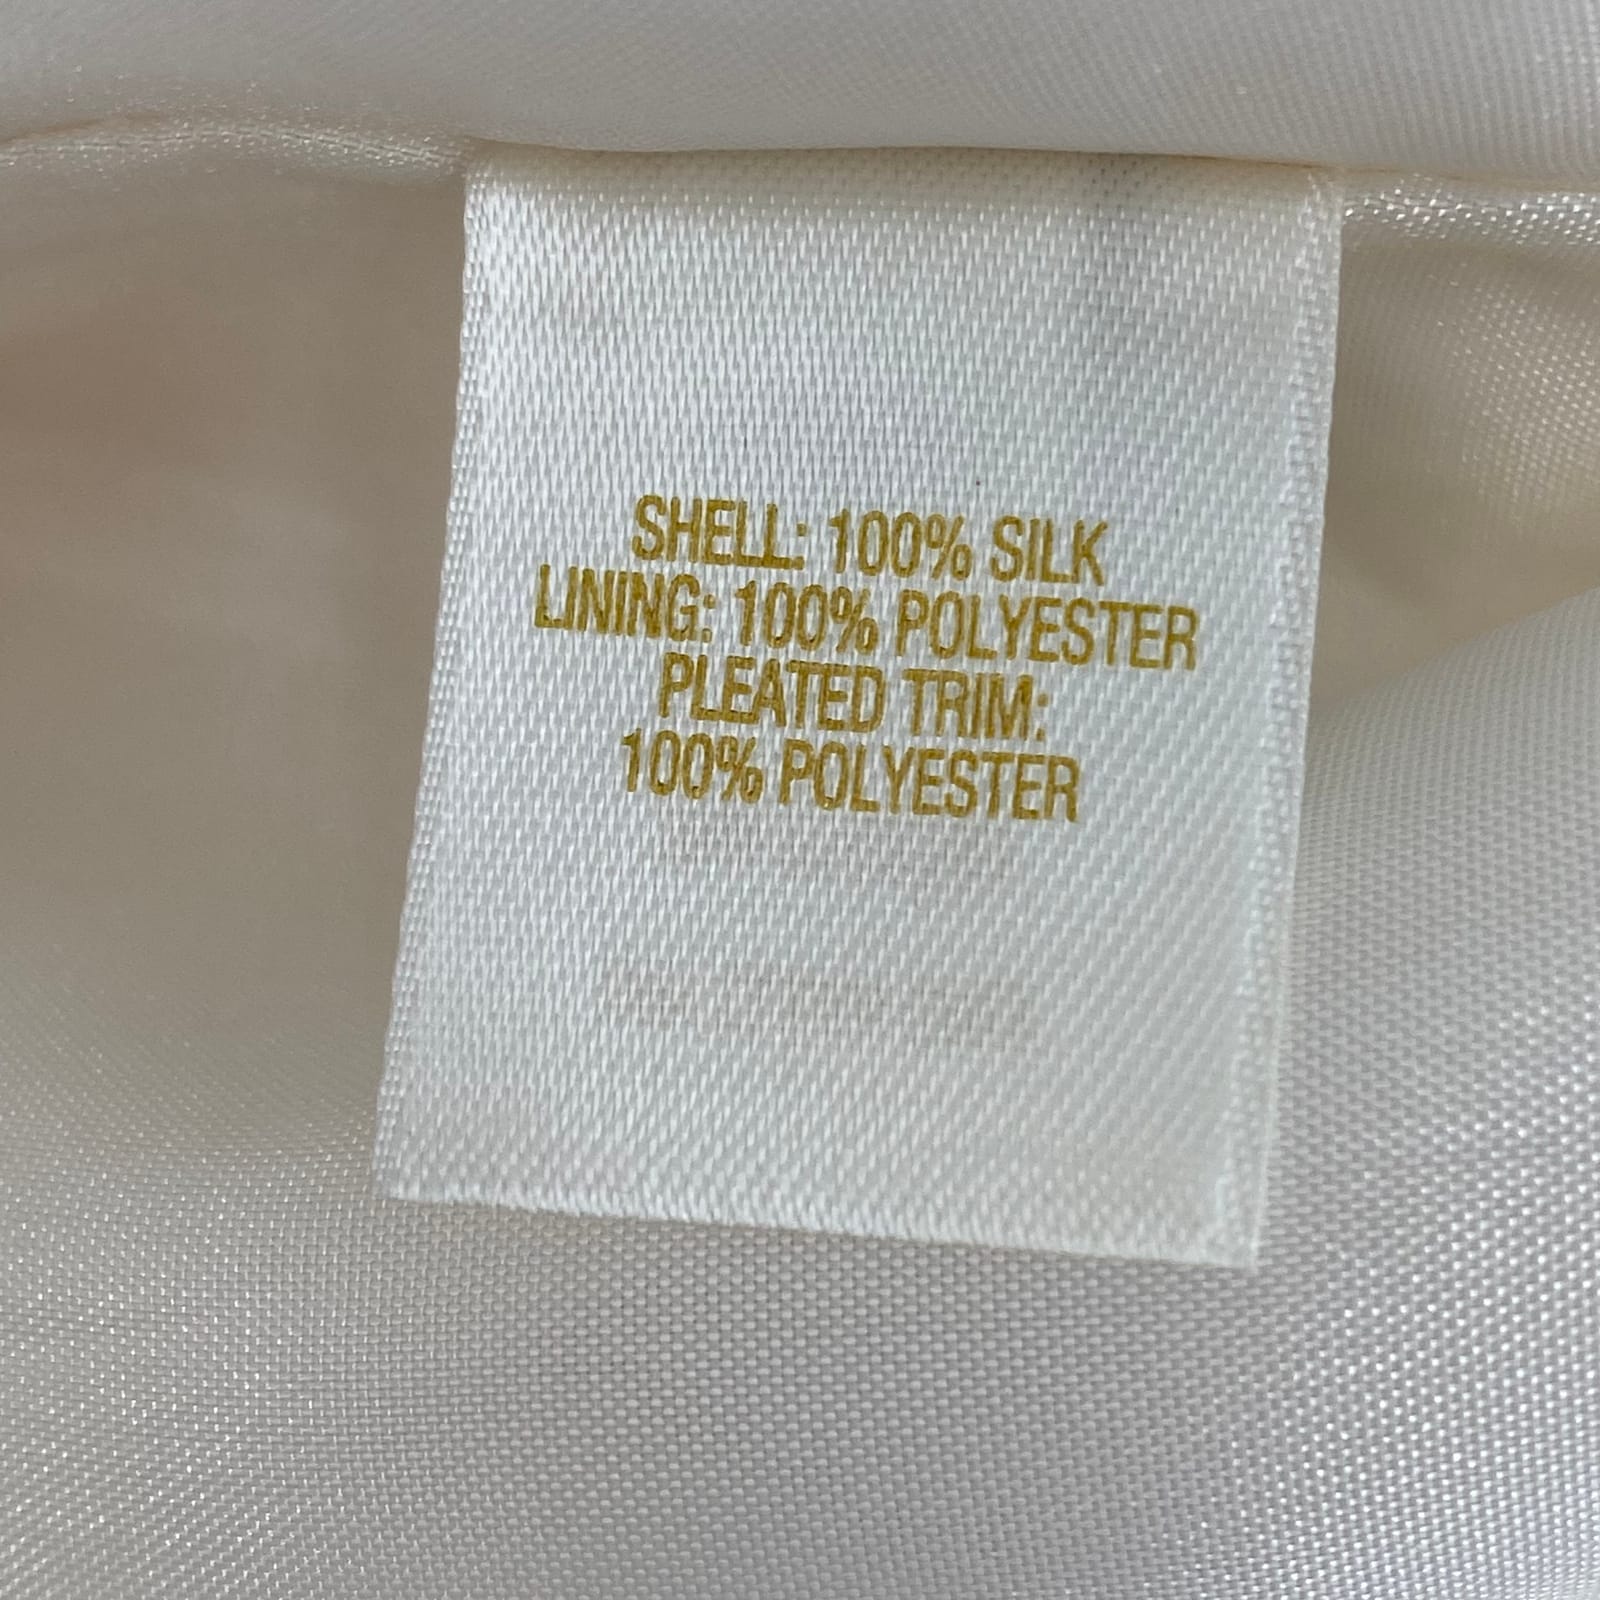 SHELL: 100% SILK
LINING: 100% POLYESTER
PLEATED TRIM:
100% POLYESTER